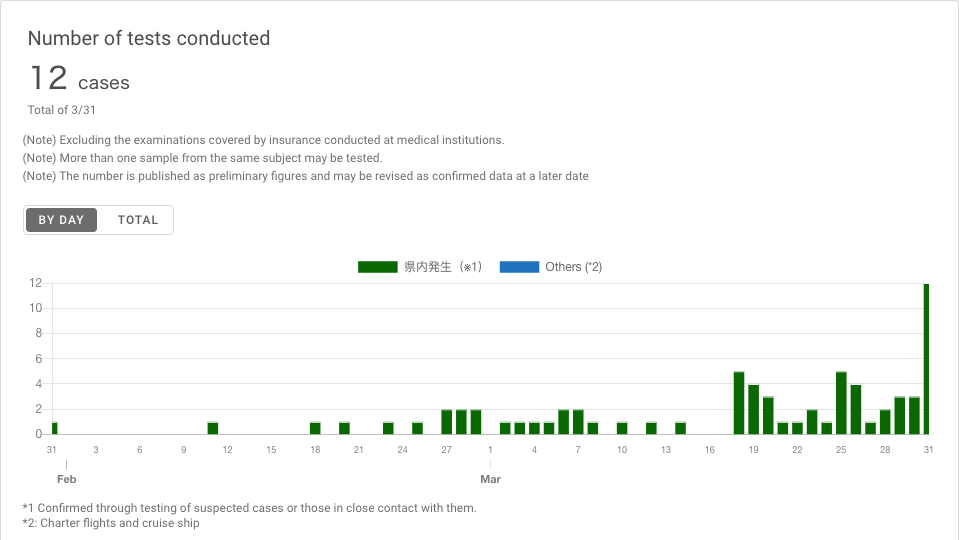 Number of tests conducted
12 cases
Total of 3/31
(Note) Excluding the examinations covered by insurance conducted at medical institutions.
(Note) More than one sample from the same subject may be tested.
(Note) The number is published as preliminary figures and may be revised as confirmed data at a later date
BY DAY TOTAL
県内発生（※1） Others (*2)
12
10
8
6
4
2
0
31 3 6 9 12 15 18 21 24 27 1 4 7 10 13 16 19 22 25 28 31
Feb Mar
*1 Confirmed through testing of suspected cases or those in close contact with them.
*2: Charter flights and cruise ship